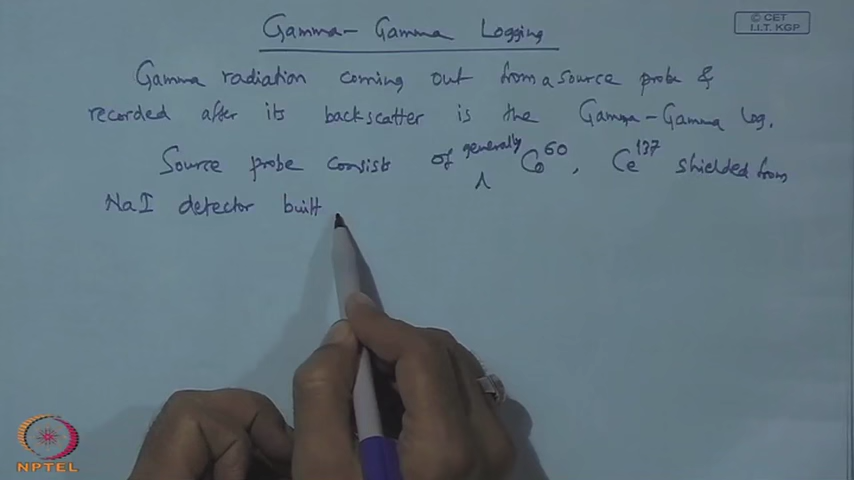 Gamma-Gamma Logging
© CET
I.I.T. KGP
Gamma radiation coming out from a source probe &
recorded after its backscatter is the Gamma-Gamma log.
Source probe consists of generally Co⁶⁰, Ce¹³⁷ shielded from
NaI detector built
NPTEL